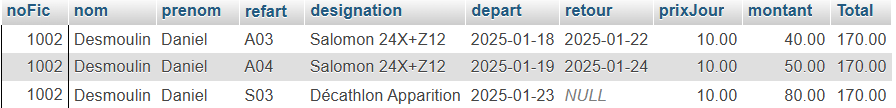 noFic nom prenom refart designation depart retour prixJour montant Total
1002 Desmoulin Daniel A03 Salomon 24X+Z12 2025-01-18 2025-01-22 10.00 40.00 170.00
1002 Desmoulin Daniel A04 Salomon 24X+Z12 2025-01-19 2025-01-24 10.00 50.00 170.00
1002 Desmoulin Daniel S03 Décathlon Apparition 2025-01-23 NULL 10.00 80.00 170.00